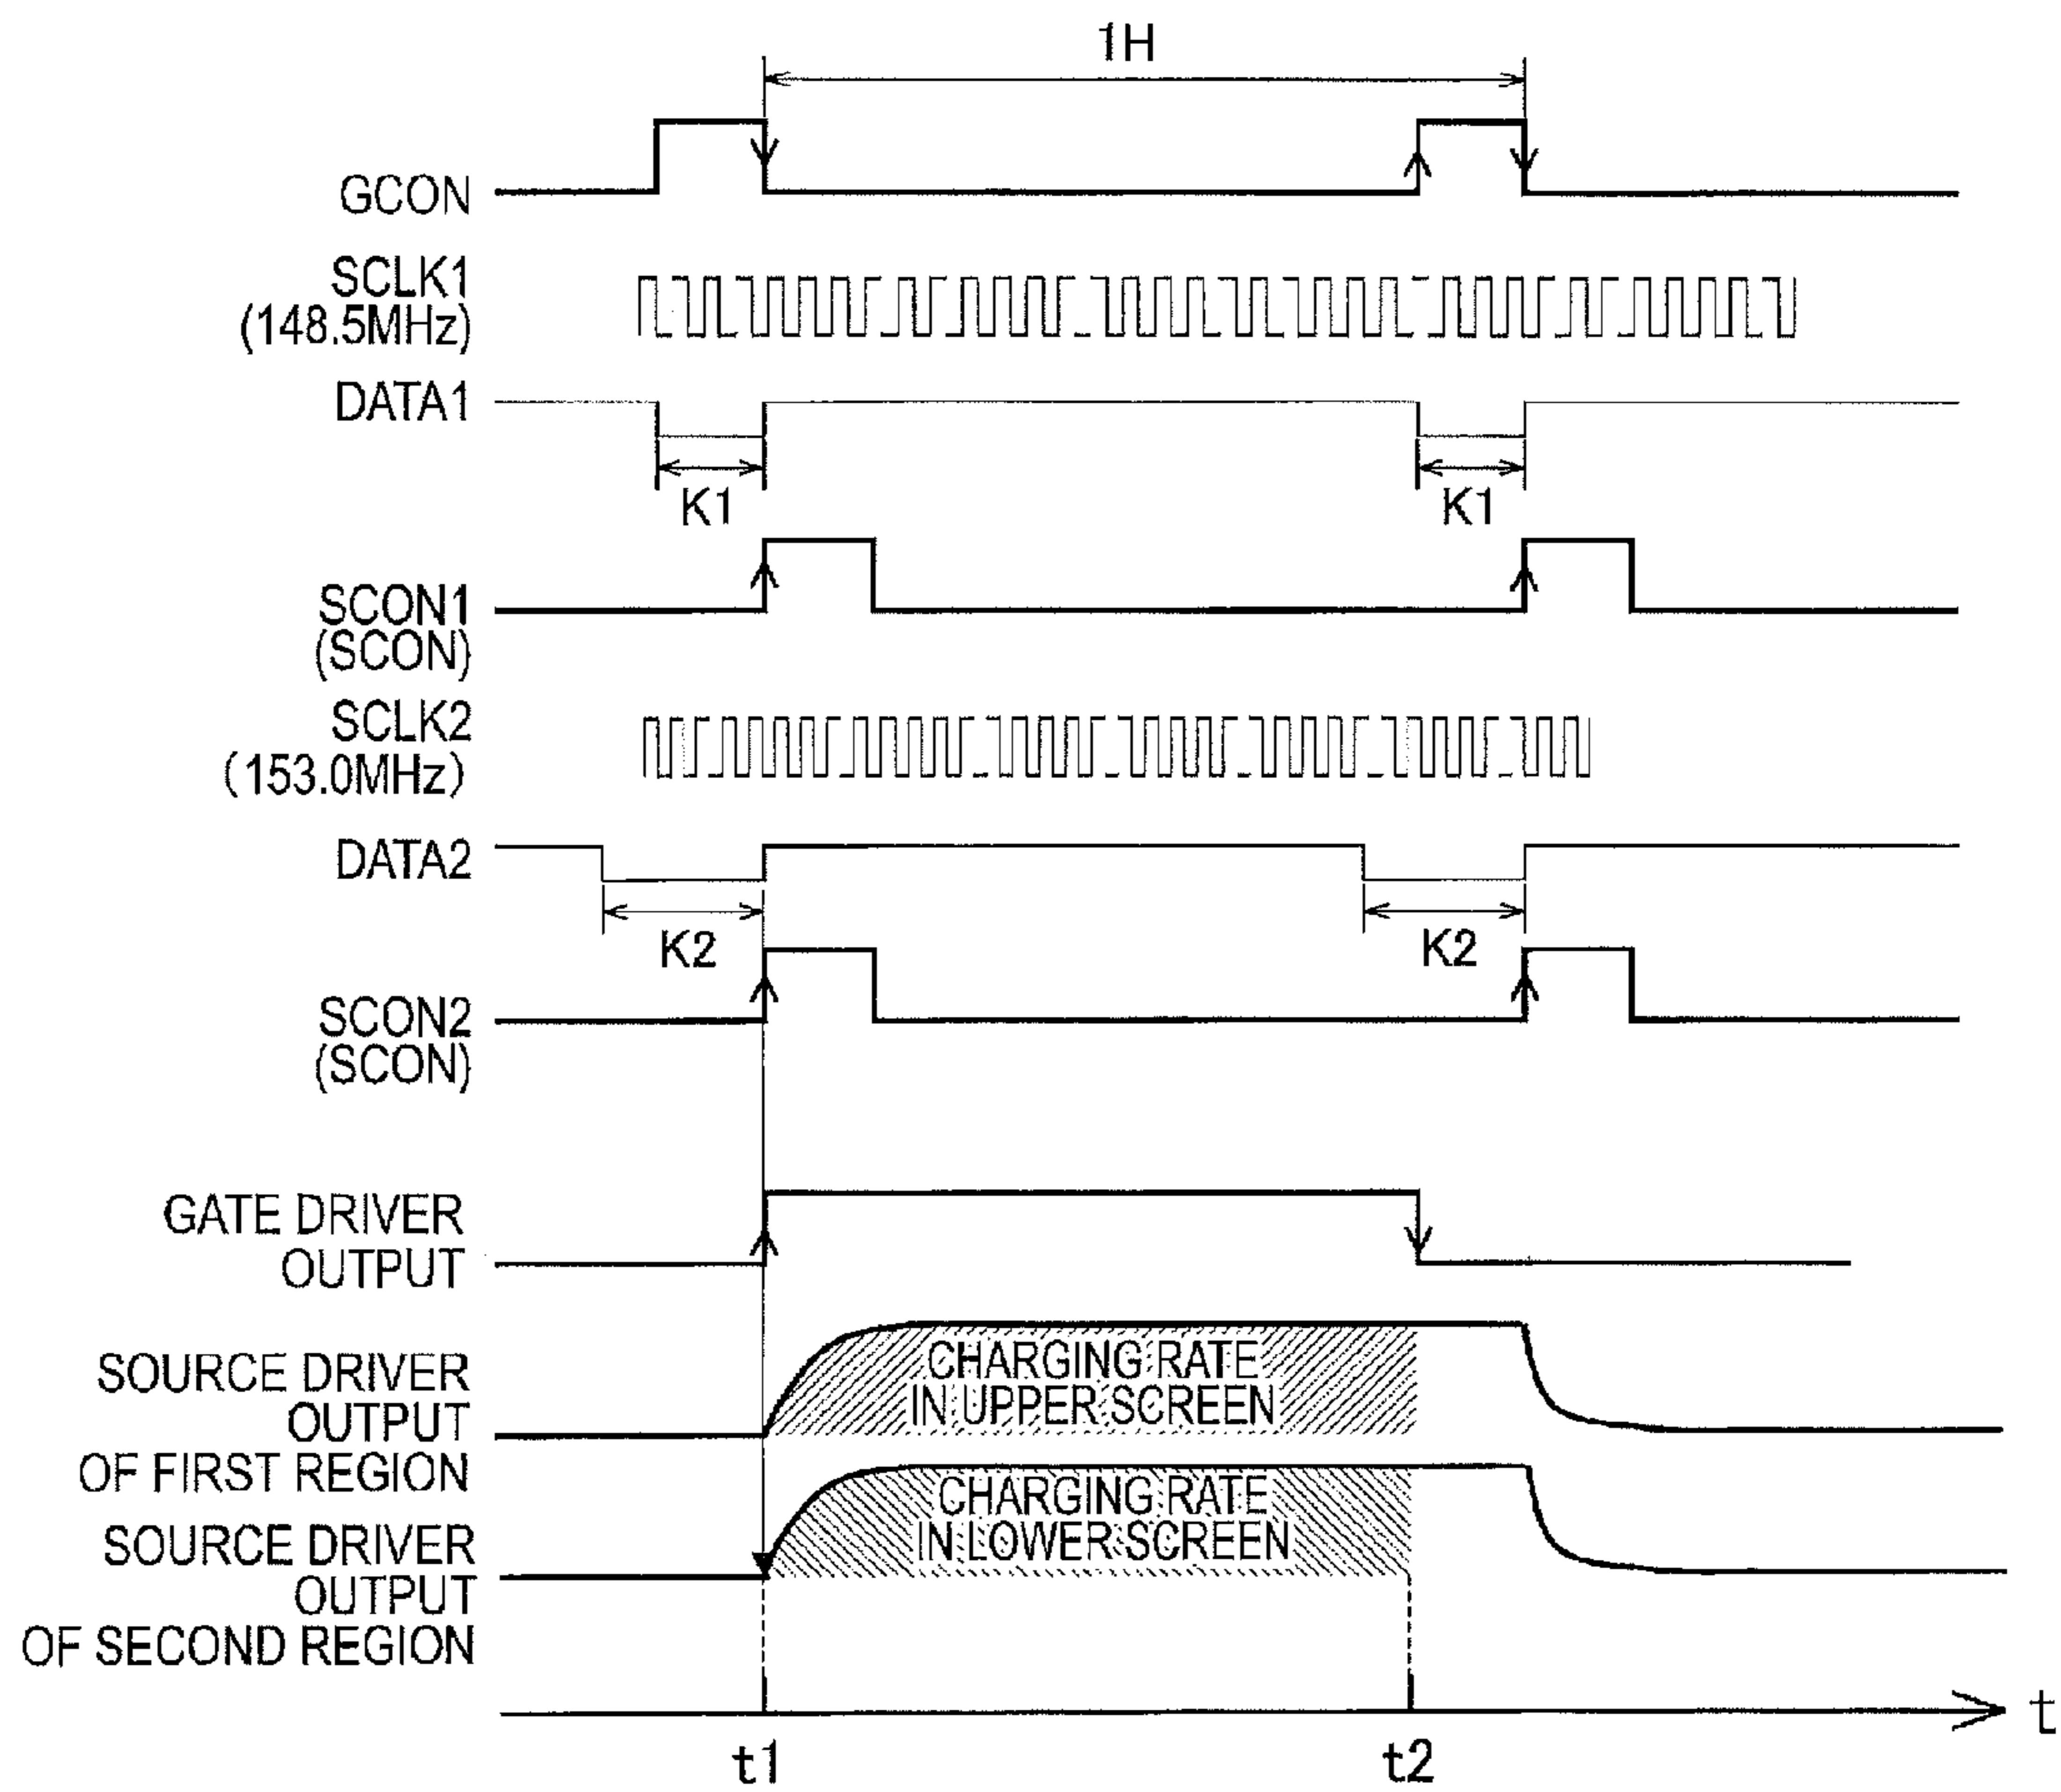 1H
GCON
SCLK1
(148.5MHz)
DATA1
K1 K1
SCON1
(SCON)
SCLK2
(153.0MHz)
DATA2
K2 K2
SCON2
(SCON)
GATE DRIVER
OUTPUT
CHARGING RATE
IN UPPER SCREEN
SOURCE DRIVER
OUTPUT
OF FIRST REGION
CHARGING RATE
IN LOWER SCREEN
SOURCE DRIVER
OUTPUT
OF SECOND REGION
t
t1 t2